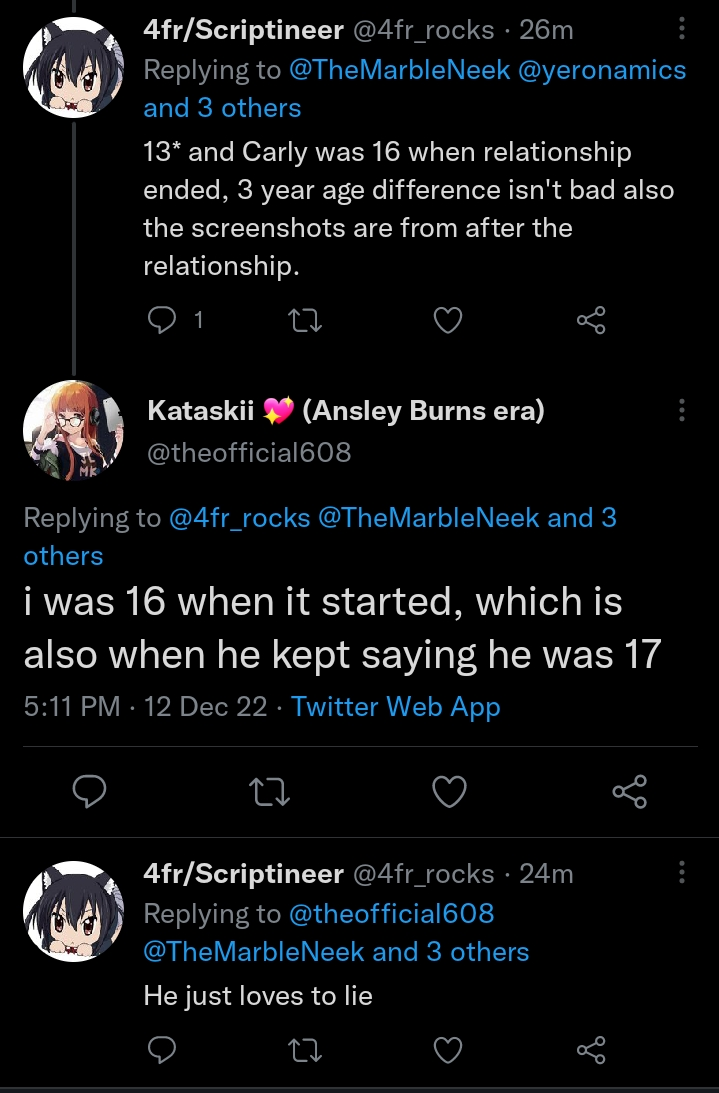 4fr/Scriptineer @4fr_rocks · 26m
Replying to @TheMarbleNeek @yeronamics
and 3 others
13* and Carly was 16 when relationship
ended, 3 year age difference isn't bad also
the screenshots are from after the
relationship.
1
Kataskii 💖 (Ansley Burns era)
@theofficial608
Replying to @4fr_rocks @TheMarbleNeek and 3
others
i was 16 when it started, which is
also when he kept saying he was 17
5:11 PM · 12 Dec 22 · Twitter Web App
4fr/Scriptineer @4fr_rocks · 24m
Replying to @theofficial608
@TheMarbleNeek and 3 others
He just loves to lie